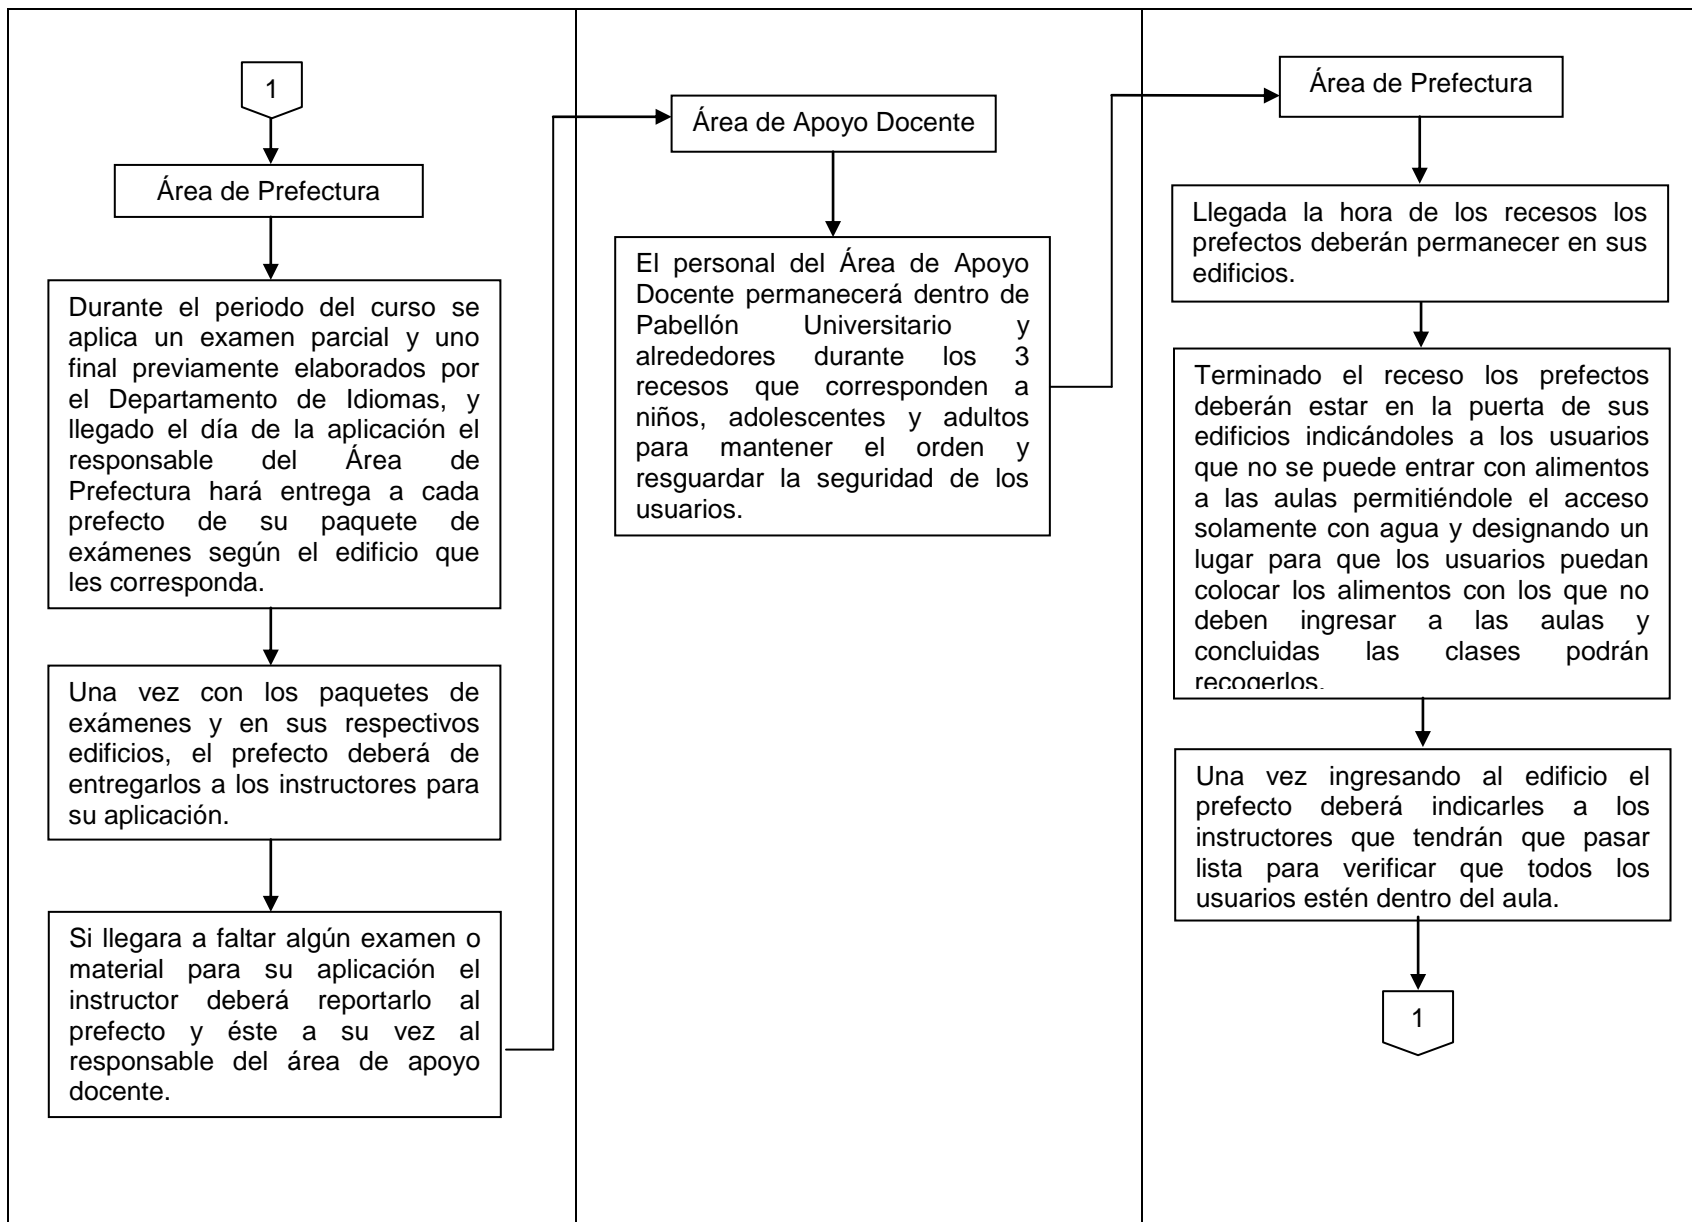 1
Área de Prefectura
Durante el periodo del curso se
aplica un examen parcial y uno
final previamente elaborados por
el Departamento de Idiomas, y
llegado el día de la aplicación el
responsable del Área de
Prefectura hará entrega a cada
prefecto de su paquete de
exámenes según el edificio que
les corresponda.
Una vez con los paquetes de
exámenes y en sus respectivos
edificios, el prefecto deberá de
entregarlos a los instructores para
su aplicación.
Si llegara a faltar algún examen o
material para su aplicación el
instructor deberá reportarlo al
prefecto y éste a su vez al
responsable del área de apoyo
docente.
Área de Apoyo Docente
El personal del Área de Apoyo
Docente permanecerá dentro de
Pabellón Universitario y
alrededores durante los 3
recesos que corresponden a
niños, adolescentes y adultos
para mantener el orden y
resguardar la seguridad de los
usuarios.
Área de Prefectura
Llegada la hora de los recesos los
prefectos deberán permanecer en sus
edificios.
Terminado el receso los prefectos
deberán estar en la puerta de sus
edificios indicándoles a los usuarios
que no se puede entrar con alimentos
a las aulas permitiéndole el acceso
solamente con agua y designando un
lugar para que los usuarios puedan
colocar los alimentos con los que no
deben ingresar a las aulas y
concluidas las clases podrán
recogerlos.
Una vez ingresando al edificio el
prefecto deberá indicarles a los
instructores que tendrán que pasar
lista para verificar que todos los
usuarios estén dentro del aula.
1